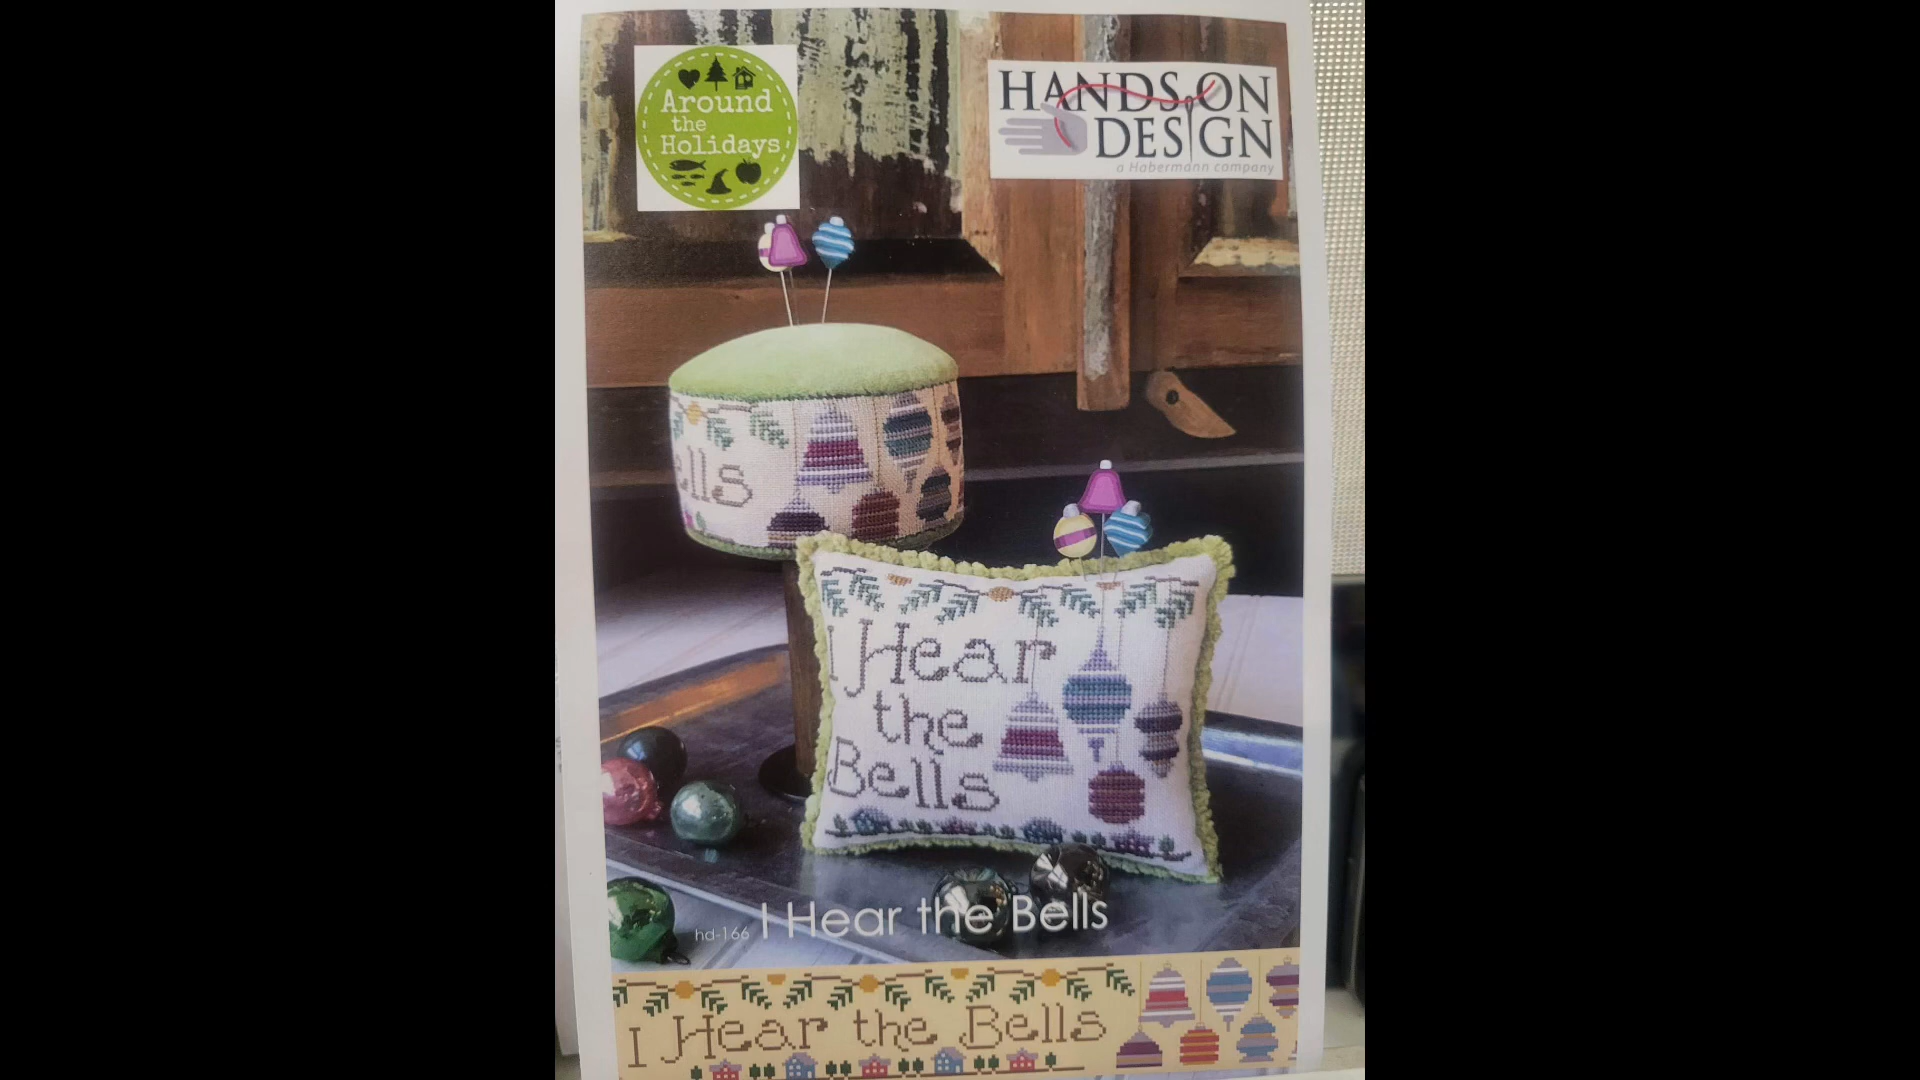 Around
the
Holidays
HANDS ON
DESIGN
a Habermann company
ells
I Hear
the
Bells
hd-166 I Hear the Bells
I Hear the Bells